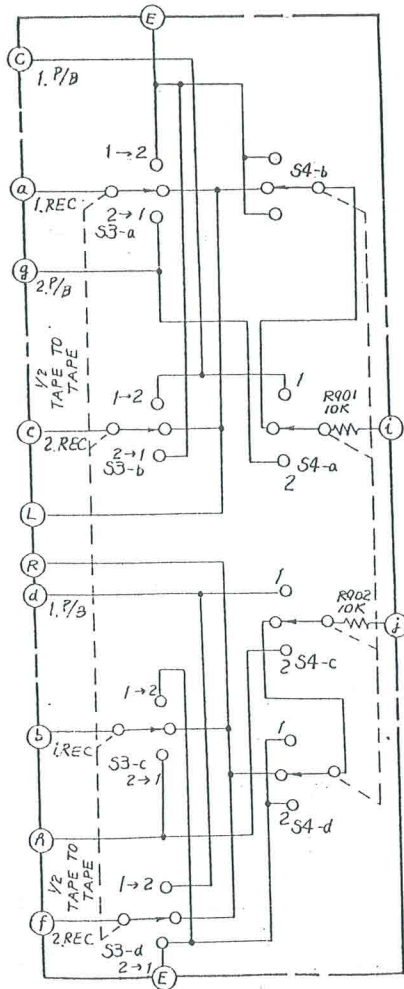 E
C
1. P/B
1→2
S4-b
a
1. REC
2→1
S3-a
g
2. P/B
1/2
TAPE TO
TAPE
1→2
1
R901
10K
e
2. REC
i
2→1
S3-b
S4-a
2
L
R
d
1. P/B
1
R902
10K
j
2
S4-c
1→2
b
1. REC
1
S3-c
2→1
2
S4-d
h
1/2
TAPE TO
TAPE
1→2
f
2. REC
S3-d
2→1
E